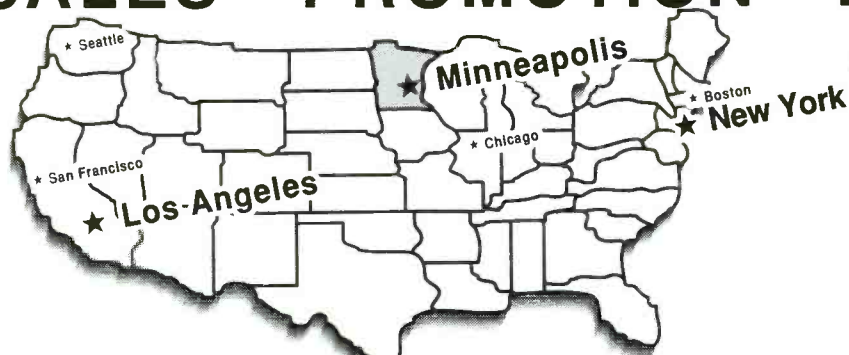 SALES PROMOTION
★ Seattle
★ Minneapolis
★ Boston
★ New York
★ Chicago
★ San Francisco
★ Los-Angeles